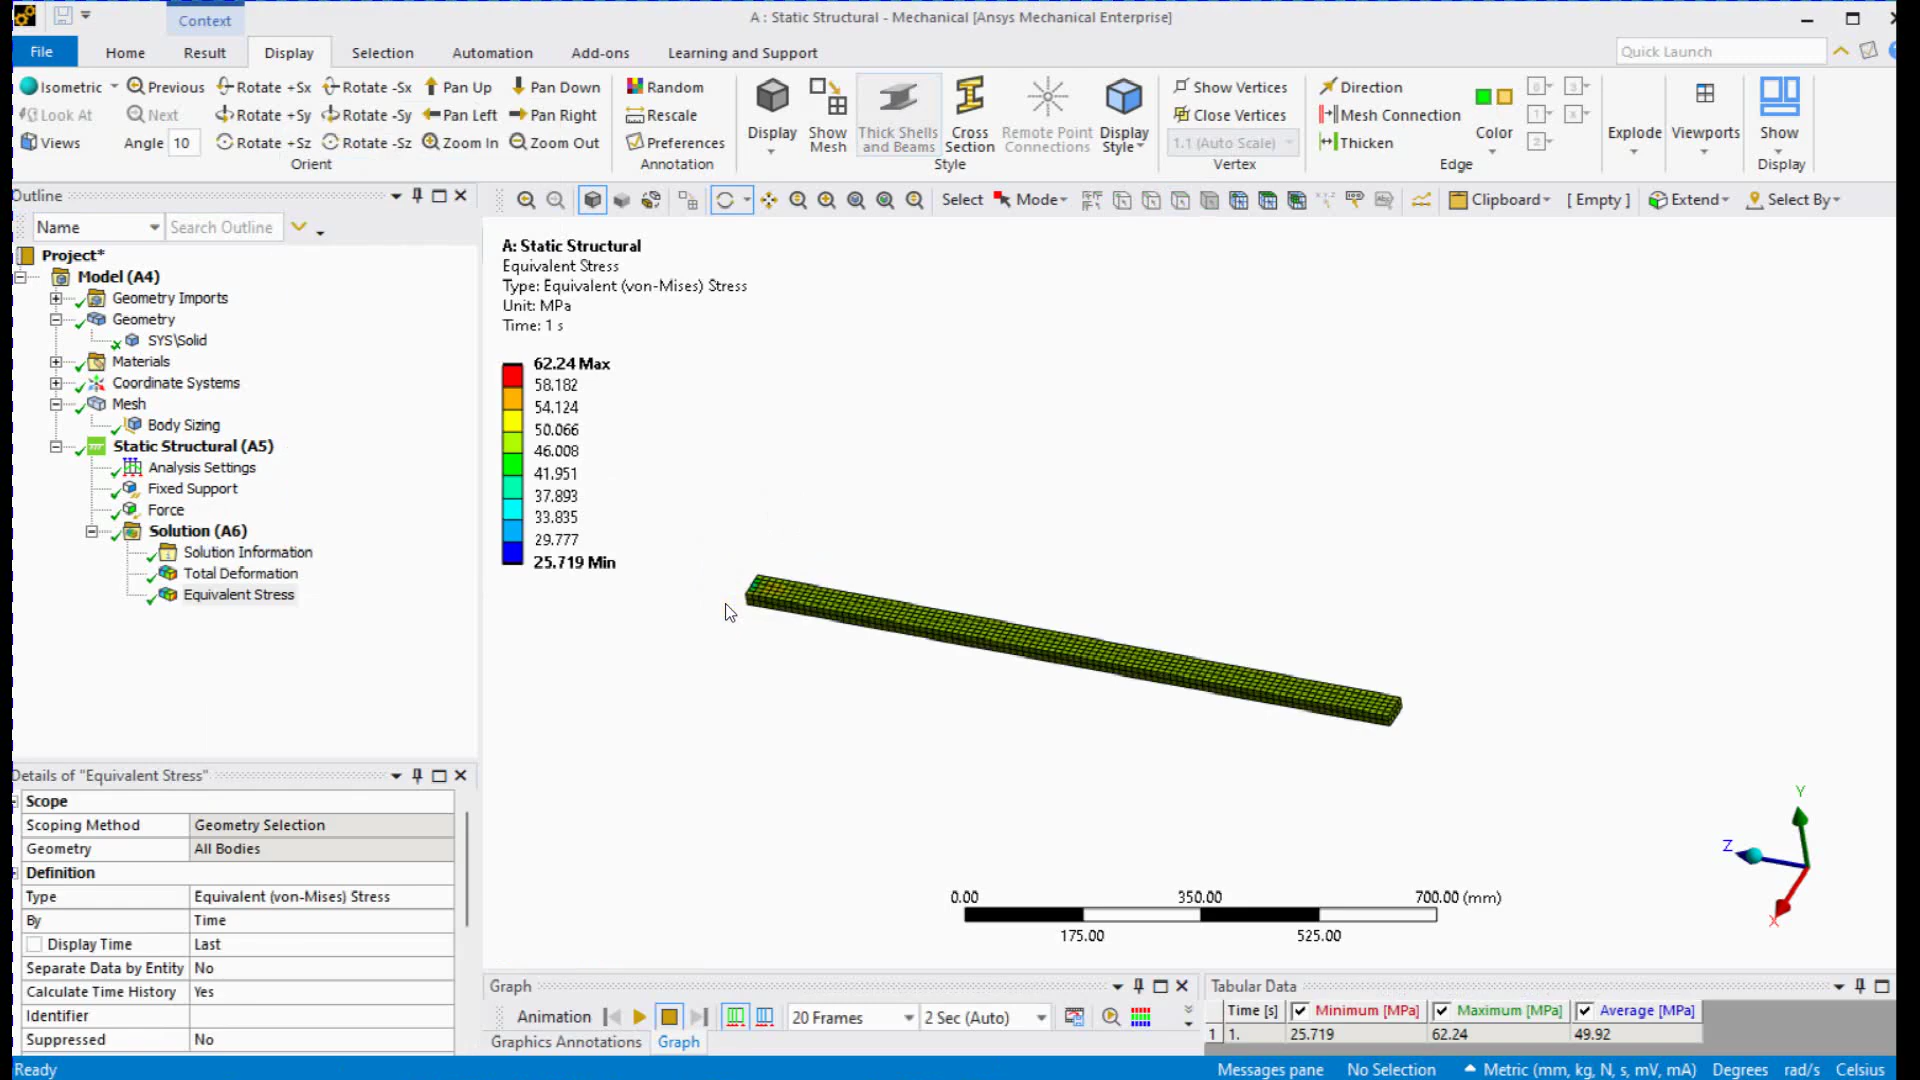 Context
A : Static Structural - Mechanical [Ansys Mechanical Enterprise]
File Home Result Display Selection Automation Add-ons Learning and Support Quick Launch
Isometric Previous Rotate +Sx Rotate -Sx Pan Up Pan Down Random Show Vertices Direction
Look At Next Rotate +Sy Rotate -Sy Pan Left Pan Right Rescale Close Vertices Mesh Connection
Views Angle 10 Rotate +Sz Rotate -Sz Zoom In Zoom Out Preferences 1.1 (Auto Scale) Thicken
Display Show Mesh Thick Shells and Beams Cross Section Remote Point Connections Display Style Color Explode Viewports Show
Orient Annotation Style Vertex Edge Display
Outline
Name Search Outline
Select Mode Clipboard [ Empty ] Extend Select By
Project*
Model (A4)
Geometry Imports
Geometry
SYS\Solid
Materials
Coordinate Systems
Mesh
Body Sizing
Static Structural (A5)
Analysis Settings
Fixed Support
Force
Solution (A6)
Solution Information
Total Deformation
Equivalent Stress
A: Static Structural
Equivalent Stress
Type: Equivalent (von-Mises) Stress
Unit: MPa
Time: 1 s
62.24 Max
58.182
54.124
50.066
46.008
41.951
37.893
33.835
29.777
25.719 Min
Y
Z
X
0.00 350.00 700.00 (mm)
175.00 525.00
Details of "Equivalent Stress"
Scope
Scoping Method Geometry Selection
Geometry All Bodies
Definition
Type Equivalent (von-Mises) Stress
By Time
Display Time Last
Separate Data by Entity No
Calculate Time History Yes
Identifier
Suppressed No
Graph
Animation 20 Frames 2 Sec (Auto)
Graphics Annotations Graph
Tabular Data
Time [s] Minimum [MPa] Maximum [MPa] Average [MPa]
1 1. 25.719 62.24 49.92
Ready Messages pane No Selection Metric (mm, kg, N, s, mV, mA) Degrees rad/s Celsius